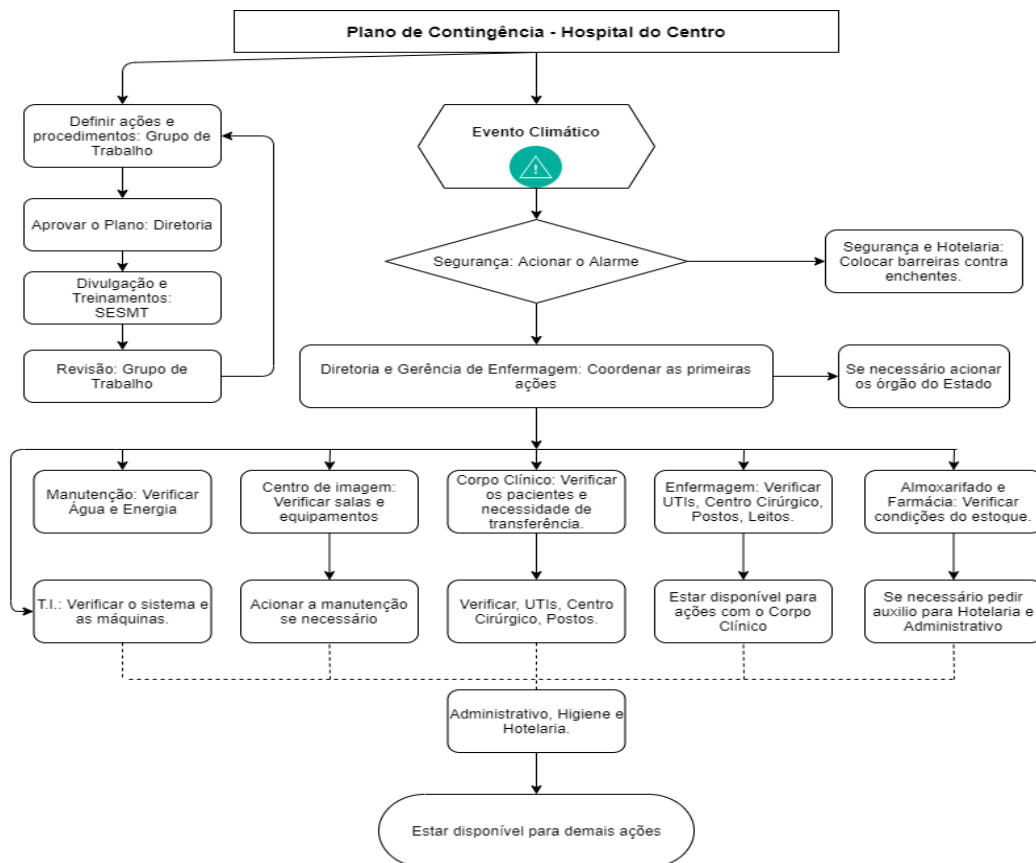 Plano de Contingência - Hospital do Centro
Definir ações e
procedimentos: Grupo de
Trabalho
Aprovar o Plano: Diretoria
Divulgação e
Treinamentos:
SESMT
Revisão: Grupo de
Trabalho
Evento Climático
!
Segurança: Acionar o Alarme
Segurança e Hotelaria:
Colocar barreiras contra
enchentes.
Diretoria e Gerência de Enfermagem: Coordenar as primeiras
ações
Se necessário acionar
os órgão do Estado
Manutenção: Verificar
Água e Energia
Centro de imagem:
Verificar salas e
equipamentos
Corpo Clínico: Verificar
os pacientes e
necessidade de
transferência.
Enfermagem: Verificar
UTIs, Centro Cirúrgico,
Postos, Leitos.
Almoxarifado e
Farmácia: Verificar
condições do estoque.
T.I.: Verificar o sistema e
as máquinas.
Acionar a manutenção
se necessário
Verificar, UTIs, Centro
Cirúrgico, Postos.
Estar disponível para
ações com o Corpo
Clínico
Se necessário pedir
auxilio para Hotelaria e
Administrativo
Administrativo, Higiene e
Hotelaria.
Estar disponível para demais ações